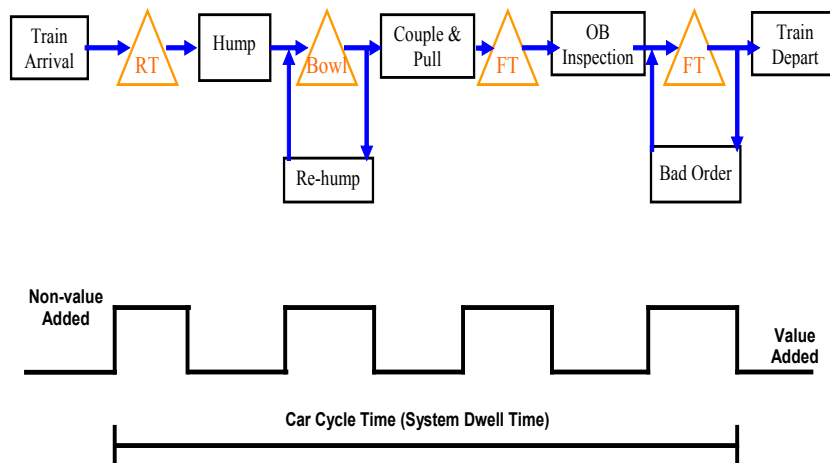 Train
Arrival
RT
Hump
Bowl
Couple &
Pull
FT
OB
Inspection
FT
Train
Depart
Re-hump
Bad Order
Non-value
Added
Value
Added
Car Cycle Time (System Dwell Time)